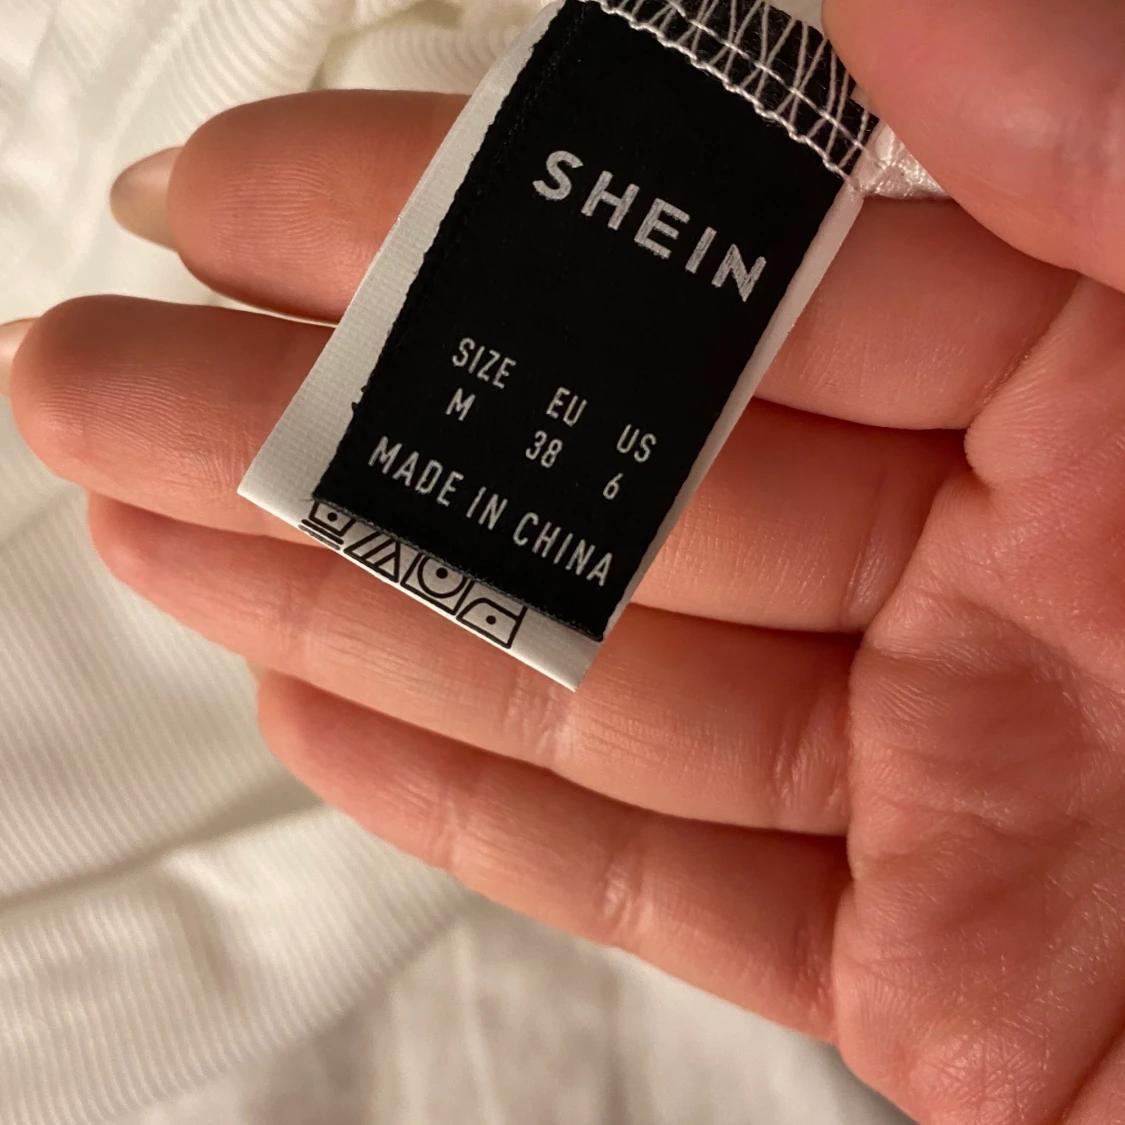 SHEIN
SIZE EU US
M 38 6
MADE IN CHINA